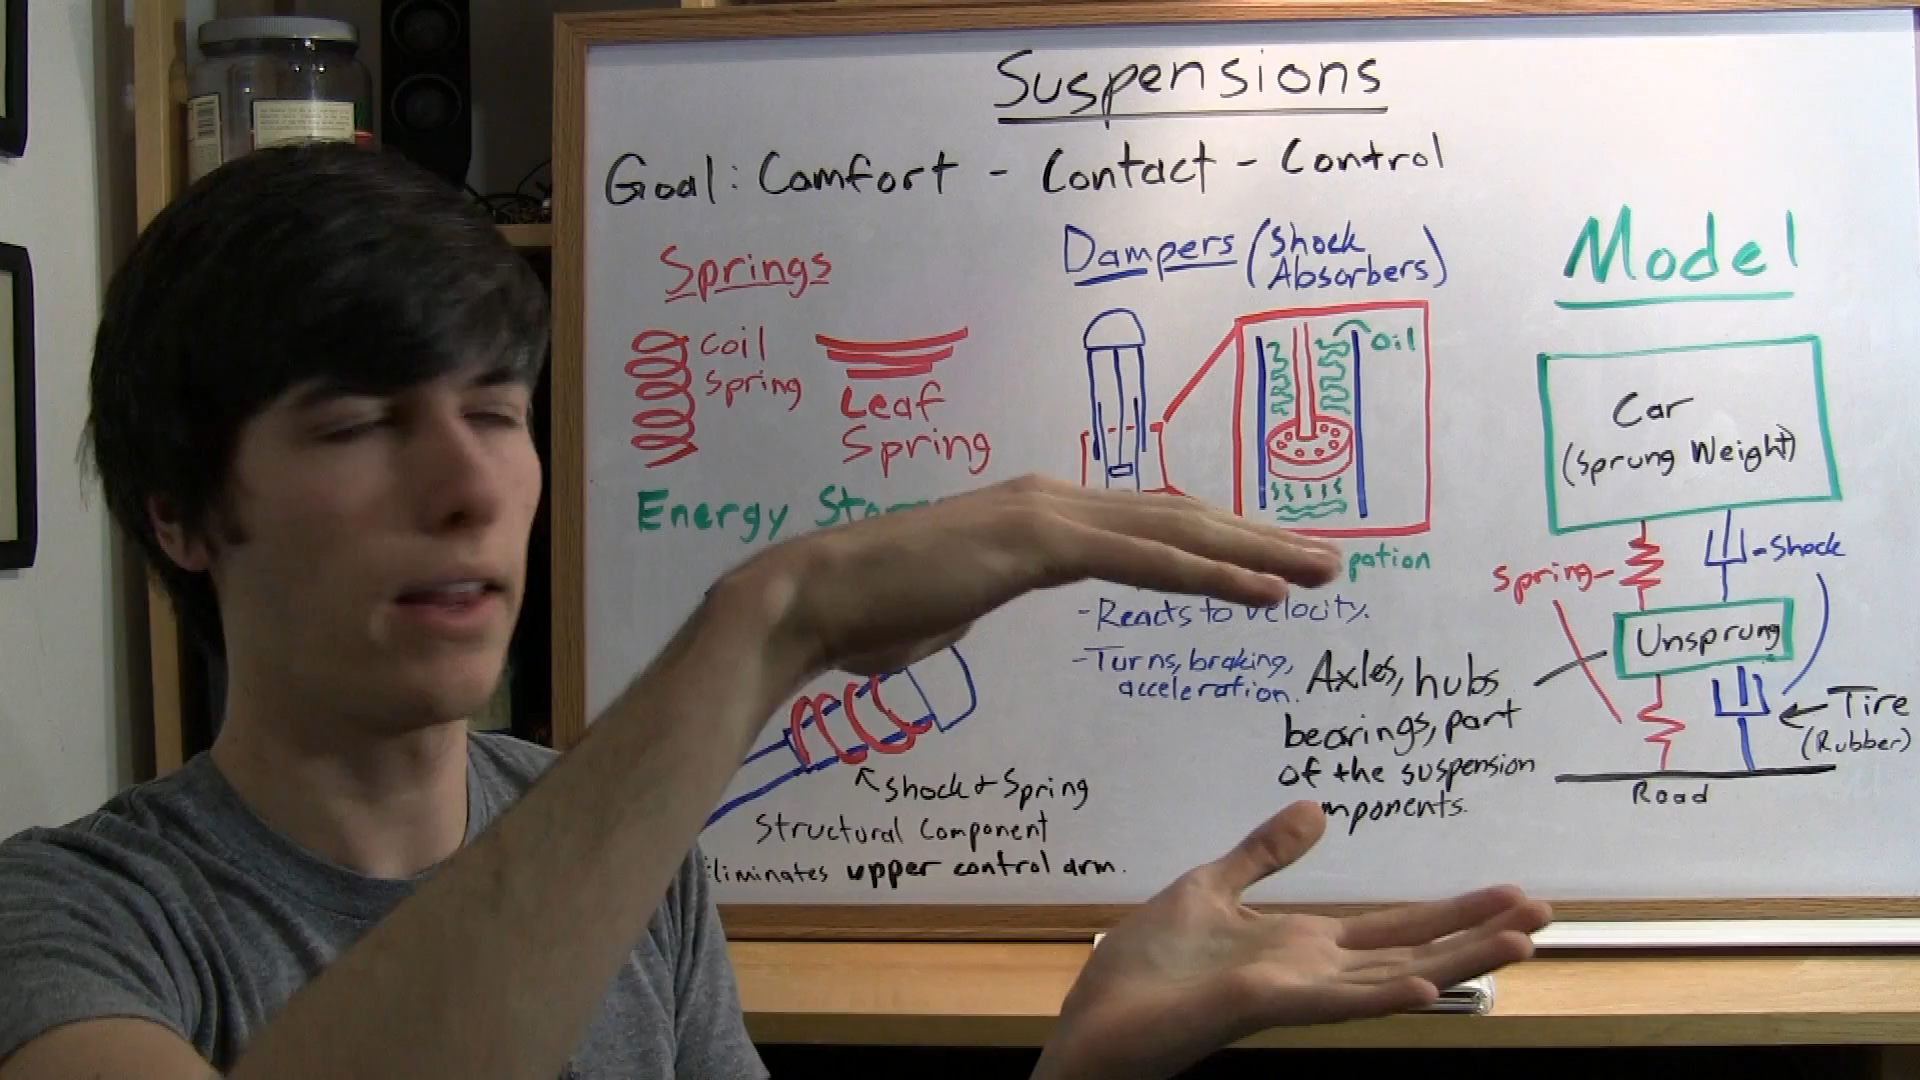 Suspensions
Goal: Comfort - Contact - Control
Springs
coil
spring
Leaf
Spring
Energy
Dampers (Shock
Absorbers)
Oil
- Reacts to velocity.
- Turns, braking,
acceleration.
Shock + Spring
Structural Component
upper control arm.
Model
Car
(Sprung Weight)
Spring
Shock
Unsprung
Axles, hubs
bearings, part
of the suspension
Tire
(Rubber)
Road